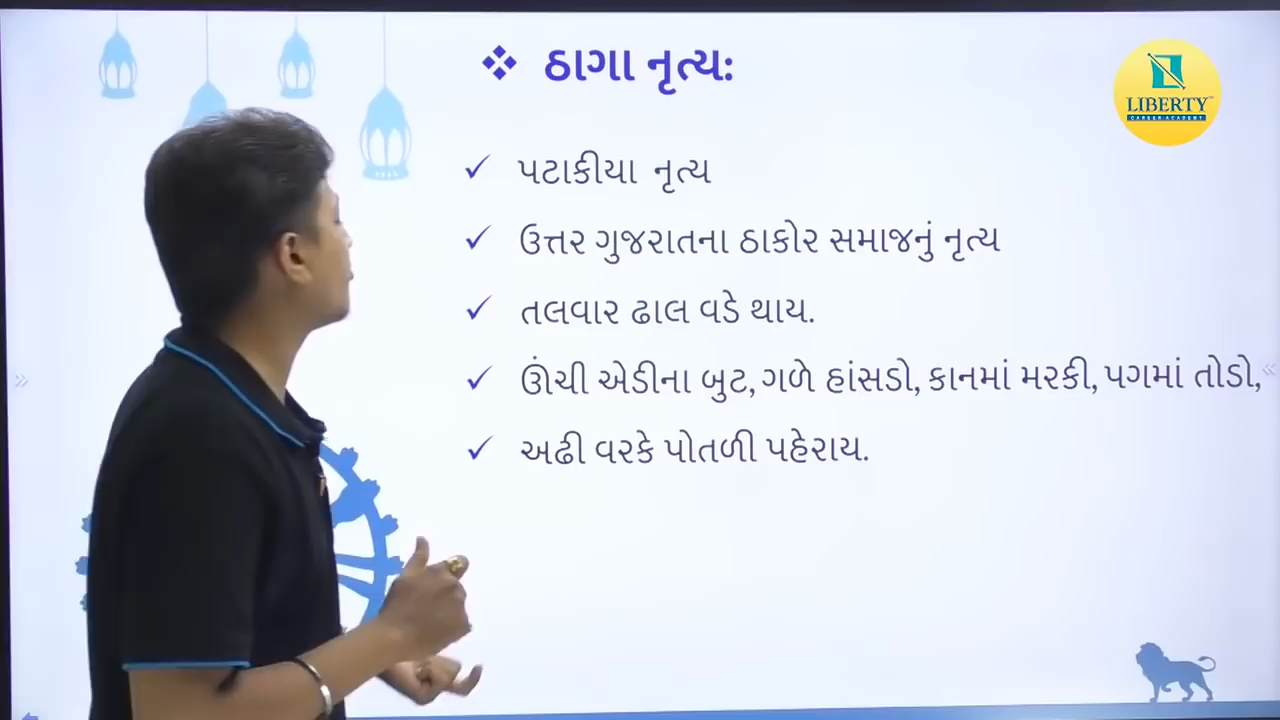 ❖ ઠાગા નૃત્ય:
LIBERTY
CAREER ACADEMY
✓ પટાકીયા નૃત્ય
✓ ઉત્તર ગુજરાતના ઠાકોર સમાજનું નૃત્ય
✓ તલવાર ઢાલ વડે થાય.
✓ ઊંચી એડીના બુટ, ગળે હાંસડો, કાનમાં મરકી, પગમાં તોડો,
✓ અઢી વરકે પોતળી પહેરાય.